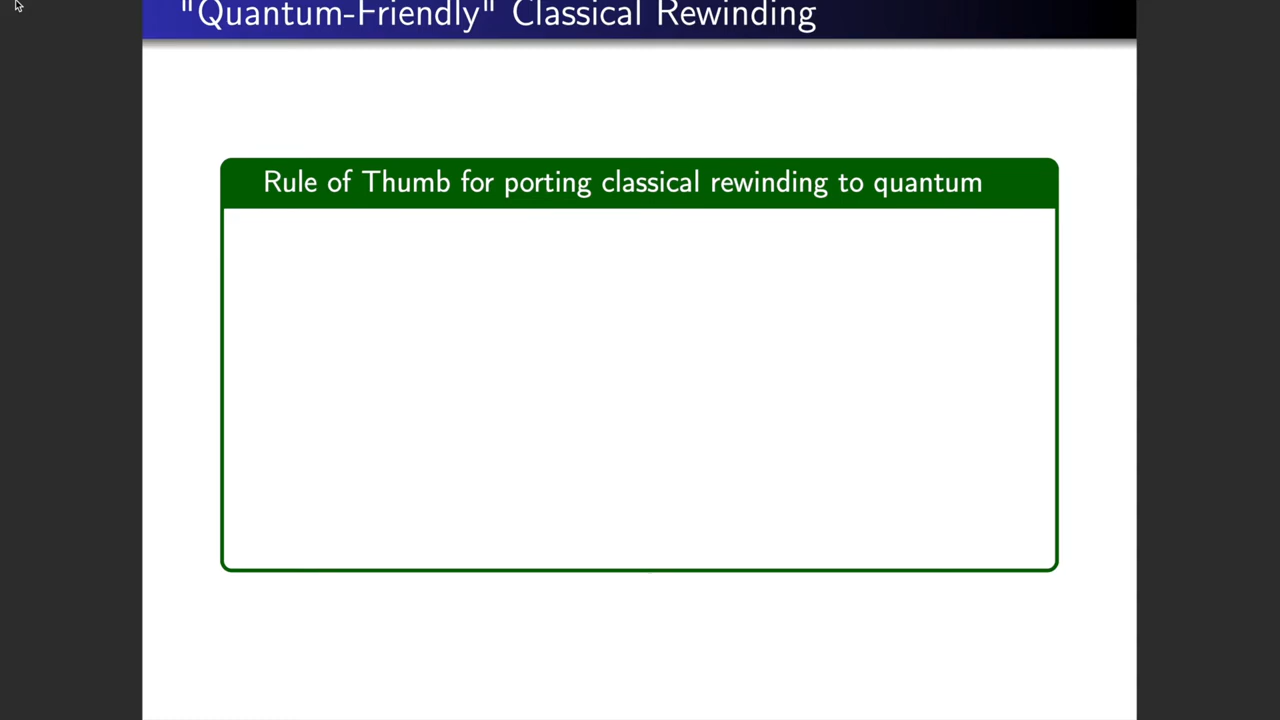 "Quantum-Friendly" Classical Rewinding
Rule of Thumb for porting classical rewinding to quantum